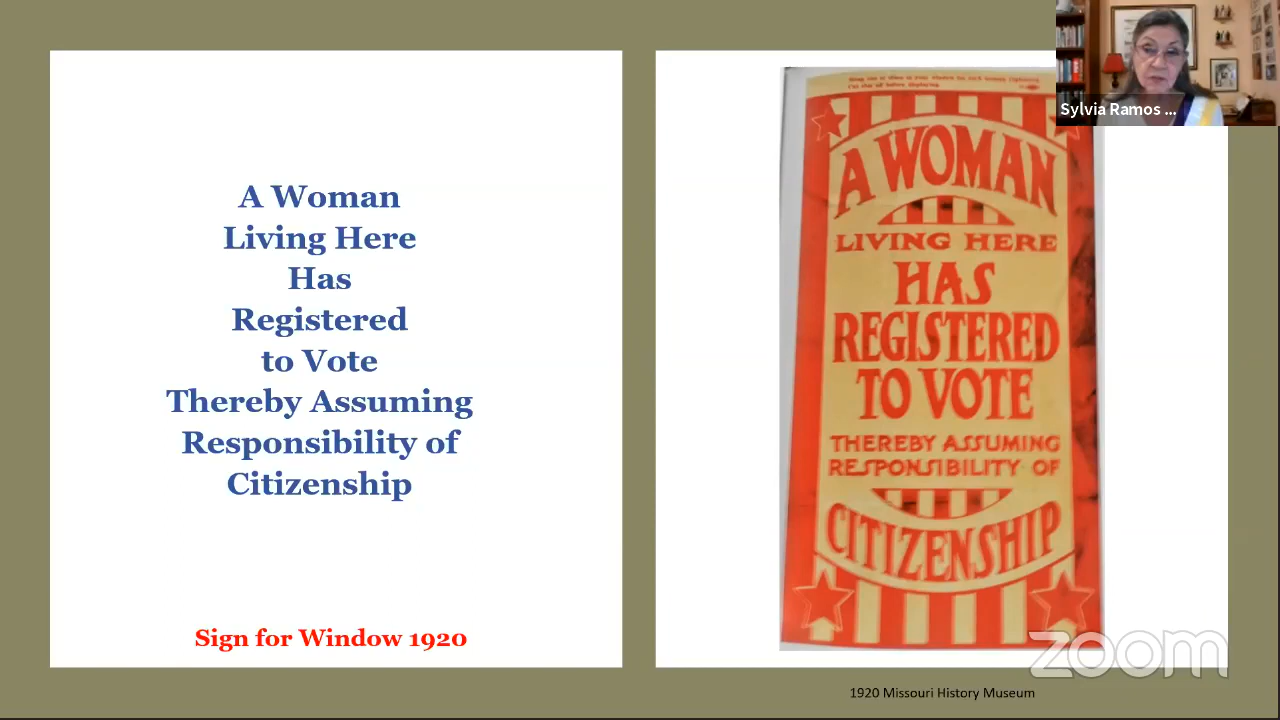 A Woman
Living Here
Has
Registered
to Vote
Thereby Assuming
Responsibility of
Citizenship
Sign for Window 1920
A WOMAN
LIVING HERE
HAS
REGISTERED
TO VOTE
THEREBY ASSUMING
RESPONSIBILITY OF
CITIZENSHIP
1920 Missouri History Museum
Sylvia Ramos ...
zoom